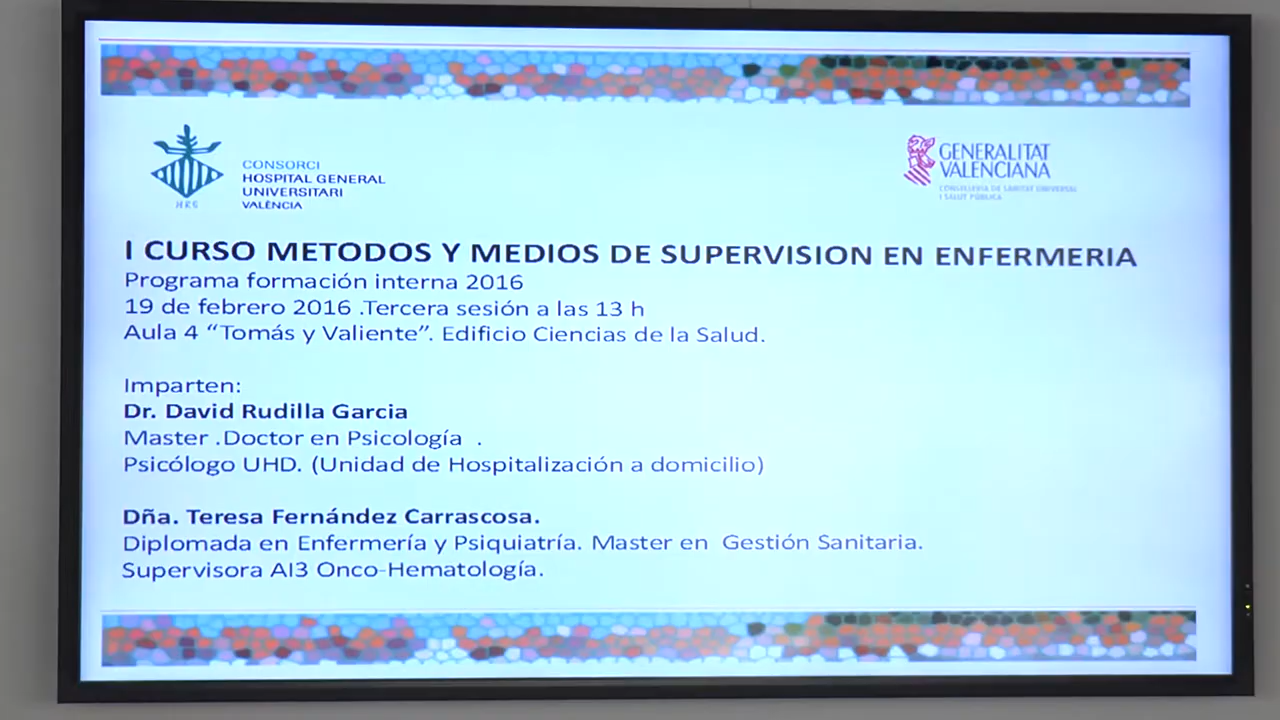 CONSORCI
HOSPITAL GENERAL
UNIVERSITARI
VALÈNCIA
HRG
GENERALITAT
VALENCIANA
CONSELLERIA DE SANITAT UNIVERSAL
I SALUT PÚBLICA
I CURSO METODOS Y MEDIOS DE SUPERVISION EN ENFERMERIA
Programa formación interna 2016
19 de febrero 2016 .Tercera sesión a las 13 h
Aula 4 “Tomás y Valiente”. Edificio Ciencias de la Salud.
Imparten:
Dr. David Rudilla Garcia
Master .Doctor en Psicología .
Psicólogo UHD. (Unidad de Hospitalización a domicilio)
Dña. Teresa Fernández Carrascosa.
Diplomada en Enfermería y Psiquiatría. Master en Gestión Sanitaria.
Supervisora AI3 Onco-Hematología.